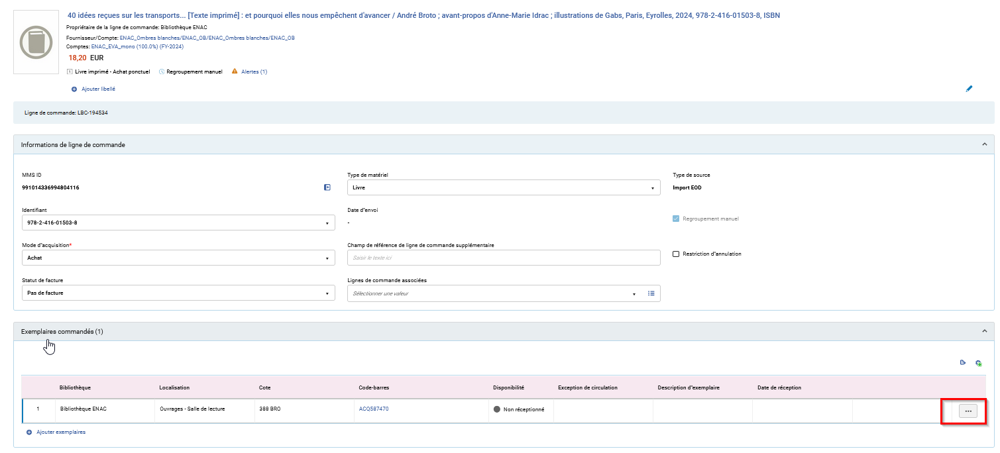 40 idées reçues sur les transports... [Texte imprimé] : et pourquoi elles nous empêchent d'avancer / André Broto ; avant-propos d'Anne-Marie Idrac ; illustrations de Gabs, Paris, Eyrolles, 2024, 978-2-416-01503-8, ISBN
Propriétaire de la ligne de commande: Bibliothèque ENAC
Fournisseur/Compte: ENAC_Ombres blanches/ENAC_OB/ENAC_Ombres blanches/ENAC_OB
Comptes: ENAC_EVA_mono (100.0%) (FY-2024)
18,20 EUR
1 Livre imprimé - Achat ponctuel Regroupement manuel Alertes (1)
Ajouter libellé
Ligne de commande: LBC-194534
Informations de ligne de commande
MMS ID Type de matériel Type de source
991014336994804116 Livre Import EOD
Identifiant Date d"envoi
978-2-416-01503-8 - Regroupement manuel
Mode d"acquisition* Champ de référence de ligne de commande supplémentaire
Achat Saisir le texte ici Restriction d"annulation
Statut de facture Lignes de commande associées
Pas de facture Sélectionner une valeur
Exemplaires commandés (1)
Bibliothèque Localisation Cote Code-barres Disponibilité Exception de circulation Description d"exemplaire Date de réception
1 Bibliothèque ENAC Ouvrages - Salle de lecture 388 BRO ACQ587470 Non réceptionné ...
Ajouter exemplaires